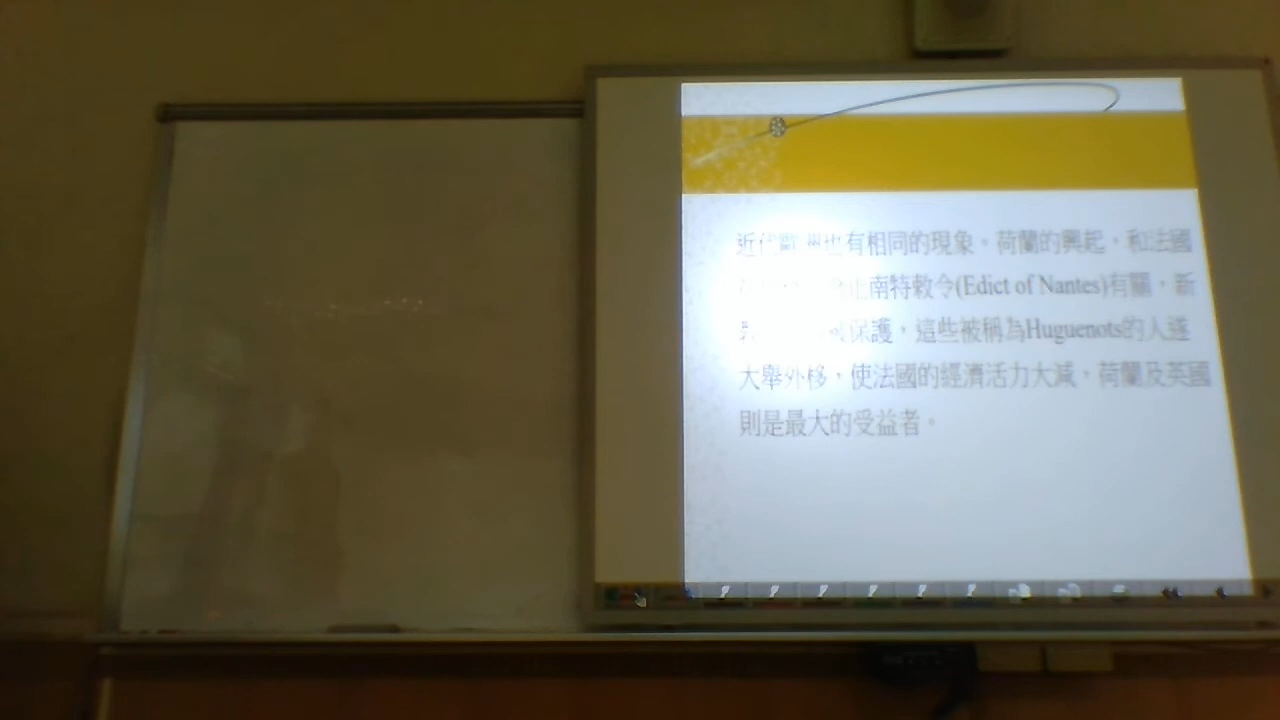 近代歐洲也有相同的現象。荷蘭的興起，和法國
止南特敕令(Edict of Nantes)有關，新
保護，這些被稱為Huguenots的人遂
大舉外移，使法國的經濟活力大減，荷蘭及英國
則是最大的受益者。